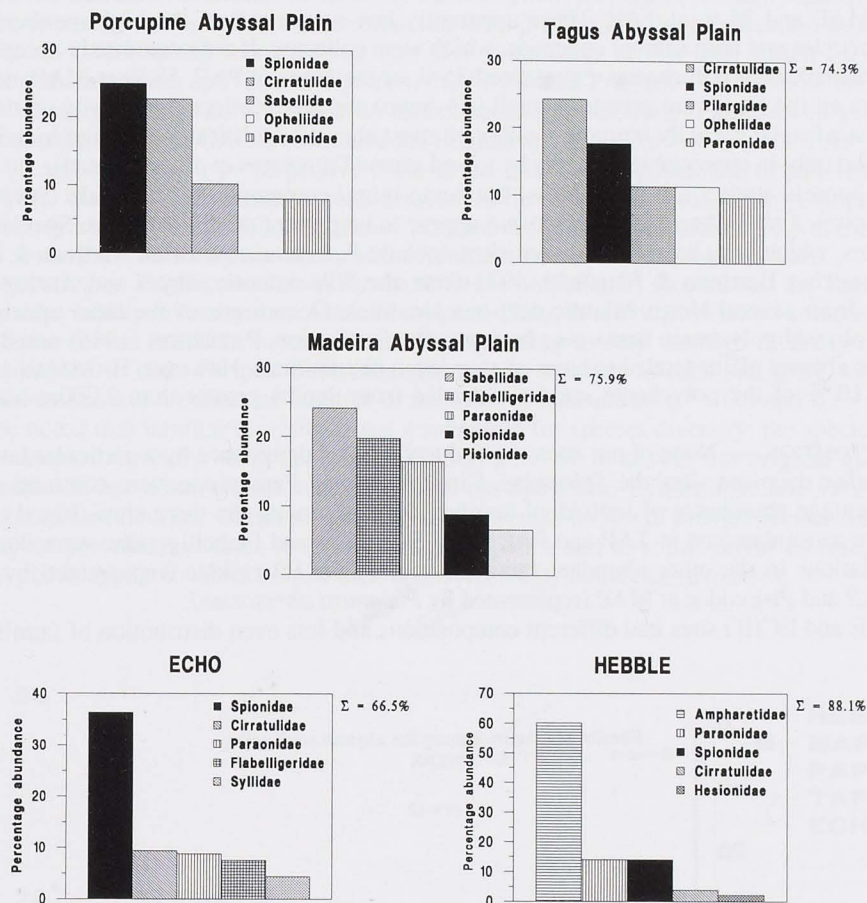 Porcupine Abyssal Plain
Percentage abundance
30
20
10
0
Spionidae
Cirratulidae
Sabellidae
Opheliidae
Paraonidae
Tagus Abyssal Plain
Percentage abundance
30
20
10
0
Cirratulidae
Spionidae
Pilargidae
Opheliidae
Paraonidae
Σ = 74.3%
Madeira Abyssal Plain
Percentage abundance
30
20
10
0
Sabellidae
Flabelligeridae
Paraonidae
Spionidae
Pisionidae
Σ = 75.9%
ECHO
Percentage abundance
40
30
20
10
0
Spionidae
Cirratulidae
Paraonidae
Flabelligeridae
Syllidae
Σ = 66.5%
HEBBLE
Percentage abundance
70
60
50
40
30
20
10
0
Ampharetidae
Paraonidae
Spionidae
Cirratulidae
Hesionidae
Σ = 88.1%